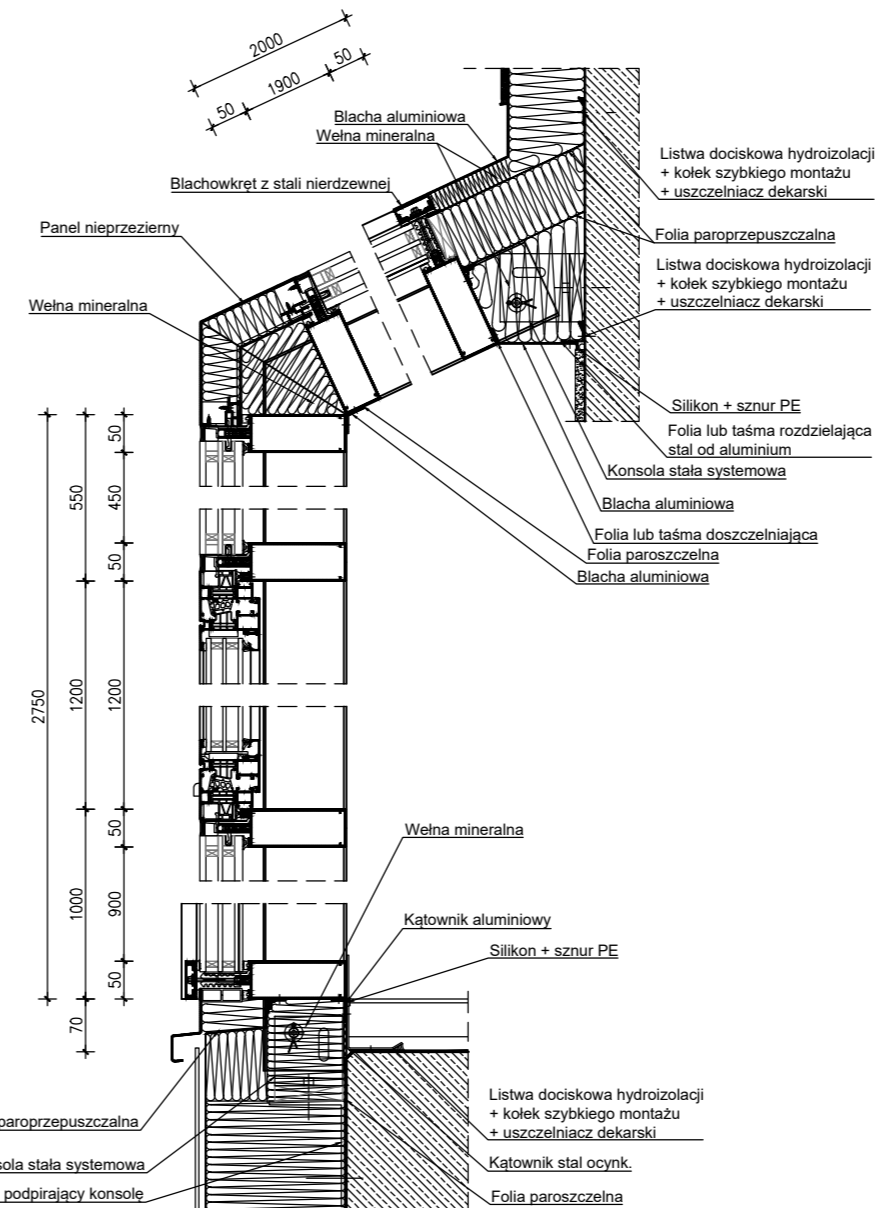 2000
50
1900
50
Blacha aluminiowa
Wełna mineralna
Listwa dociskowa hydroizolacji
+ kołek szybkiego montażu
+ uszczelniacz dekarski
Blachowkręt z stali nierdzewnej
Panel nieprzezierny
Folia paroprzepuszczalna
Listwa dociskowa hydroizolacji
+ kołek szybkiego montażu
+ uszczelniacz dekarski
Wełna mineralna
Silikon + sznur PE
Folia lub taśma rozdzielająca
stal od aluminium
Konsola stała systemowa
Blacha aluminiowa
Folia lub taśma doszczelniająca
Folia paroszczelna
Blacha aluminiowa
50
550
450
50
2750
1200
1200
50
1000
900
50
70
Wełna mineralna
Kątownik aluminiowy
Silikon + sznur PE
Listwa dociskowa hydroizolacji
+ kołek szybkiego montażu
+ uszczelniacz dekarski
paroprzepuszczalna
sola stała systemowa
Kątownik stal ocynk.
podpirający konsolę
Folia paroszczelna